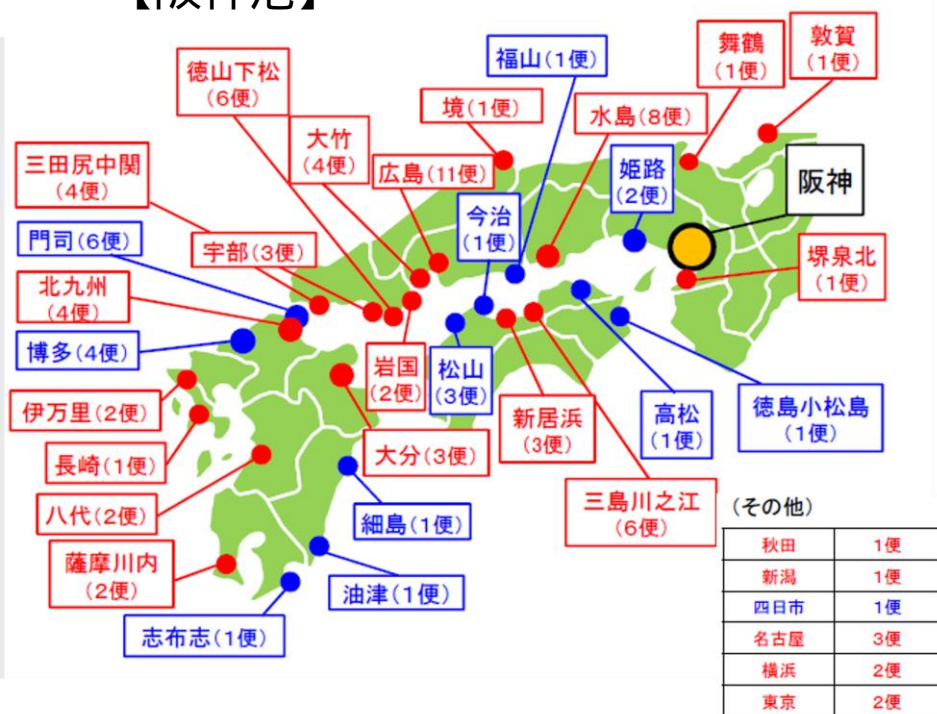 【阪神港】
福山(1便)
舞鶴
(1便)
敦賀
(1便)
徳山下松
(6便)
境(1便)
水島(8便)
大竹
(4便)
広島(11便)
姫路
(2便)
阪神
三田尻中関
(4便)
今治
(1便)
門司(6便)
宇部(3便)
堺泉北
(1便)
北九州
(4便)
博多(4便)
岩国
(2便)
松山
(3便)
伊万里(2便)
新居浜
(3便)
高松
(1便)
徳島小松島
(1便)
長崎(1便)
大分(3便)
八代(2便)
細島(1便)
三島川之江
(6便)
薩摩川内
(2便)
油津(1便)
志布志(1便)
(その他)
秋田 1便
新潟 1便
四日市 1便
名古屋 3便
横浜 2便
東京 2便